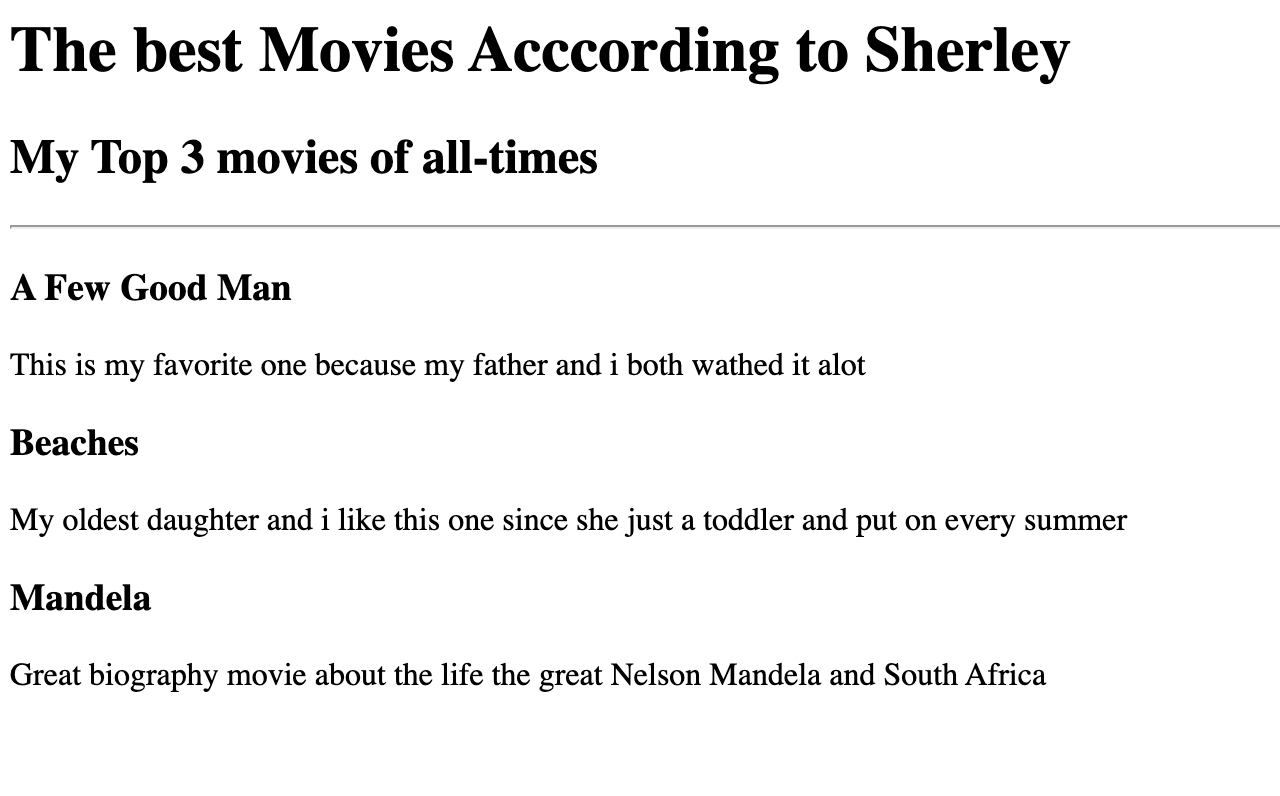 The best Movies Acccording to Sherley
My Top 3 movies of all-times
A Few Good Man
This is my favorite one because my father and i both wathed it alot
Beaches
My oldest daughter and i like this one since she just a toddler and put on every summer
Mandela
Great biography movie about the life the great Nelson Mandela and South Africa